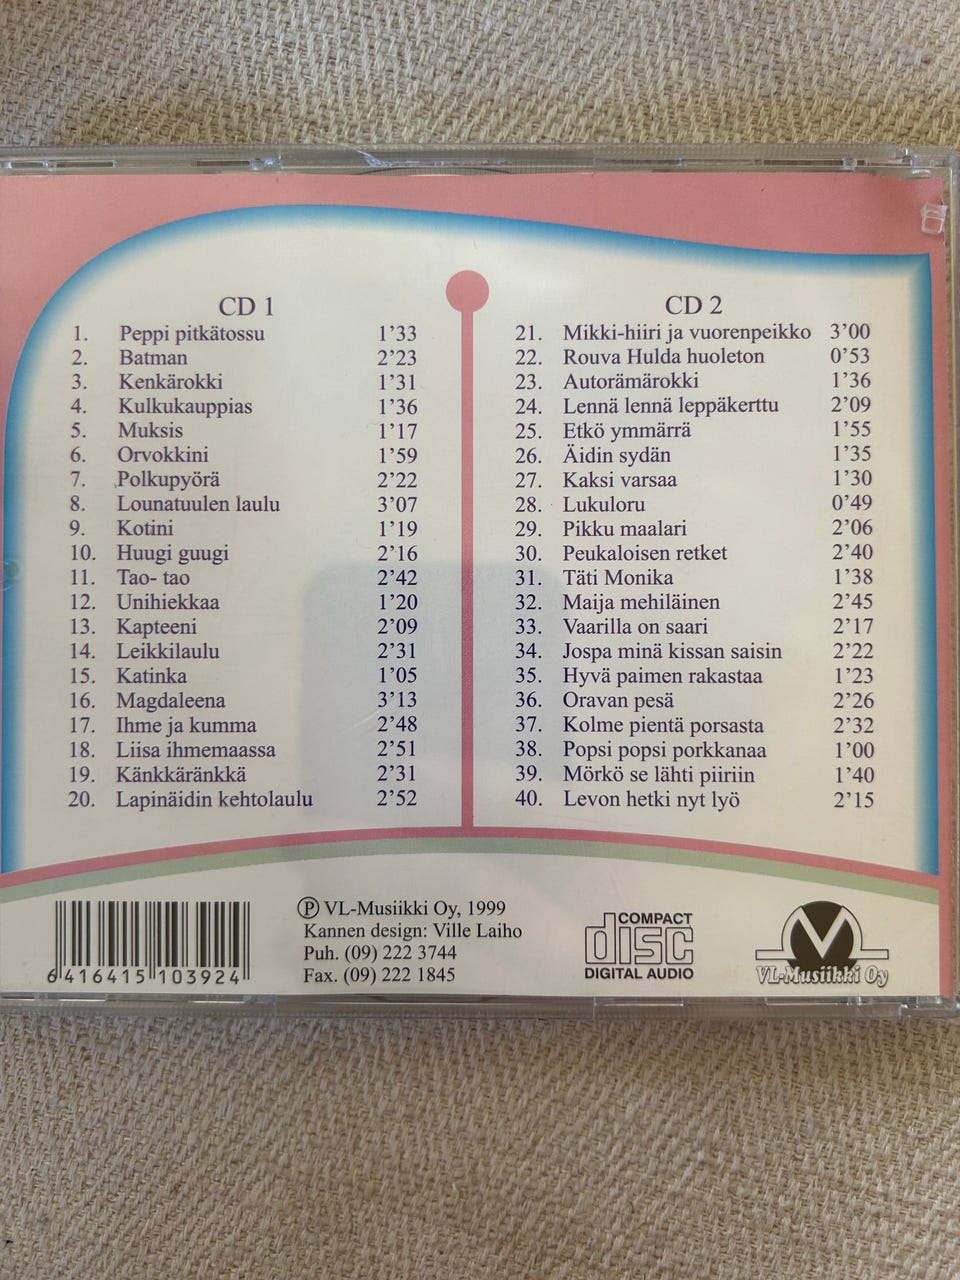 CD 1
1. Peppi pitkätossu 1’33
2. Batman 2’23
3. Kenkärokki 1’31
4. Kulkukauppias 1’36
5. Muksis 1’17
6. Orvokkini 1’59
7. Polkupyörä 2’22
8. Lounatuulen laulu 3’07
9. Kotini 1’19
10. Huugi guugi 2’16
11. Tao- tao 2’42
12. Unihiekkaa 1’20
13. Kapteeni 2’09
14. Leikkilaulu 2’31
15. Katinka 1’05
16. Magdaleena 3’13
17. Ihme ja kumma 2’48
18. Liisa ihmemaassa 2’51
19. Känkkäränkkä 2’31
20. Lapinäidin kehtolaulu 2’52
CD 2
21. Mikki-hiiri ja vuorenpeikko 3’00
22. Rouva Hulda huoleton 0’53
23. Autorämärokki 1’36
24. Lennä lennä leppäkerttu 2’09
25. Etkö ymmärrä 1’55
26. Äidin sydän 1’35
27. Kaksi varsaa 1’30
28. Lukuloru 0’49
29. Pikku maalari 2’06
30. Peukaloisen retket 2’40
31. Täti Monika 1’38
32. Maija mehiläinen 2’45
33. Vaarilla on saari 2’17
34. Jospa minä kissan saisin 2’22
35. Hyvä paimen rakastaa 1’23
36. Oravan pesä 2’26
37. Kolme pientä porsasta 2’32
38. Popsi popsi porkkanaa 1’00
39. Mörkö se lähti piiriin 1’40
40. Levon hetki nyt lyö 2’15
6 416415 103924
Ⓟ VL-Musiikki Oy, 1999
Kannen design: Ville Laiho
Puh. (09) 222 3744
Fax. (09) 222 1845
COMPACT
disc
DIGITAL AUDIO
VL-Musiikki Oy